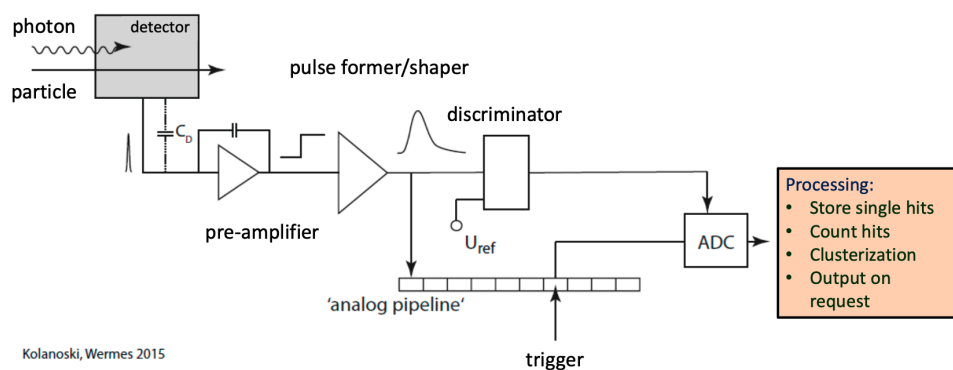 photon
detector
particle
pulse former/shaper
discriminator
C_D
pre-amplifier
U_ref
ADC
'analog pipeline'
trigger
Processing:
• Store single hits
• Count hits
• Clusterization
• Output on
request
Kolanoski, Wermes 2015